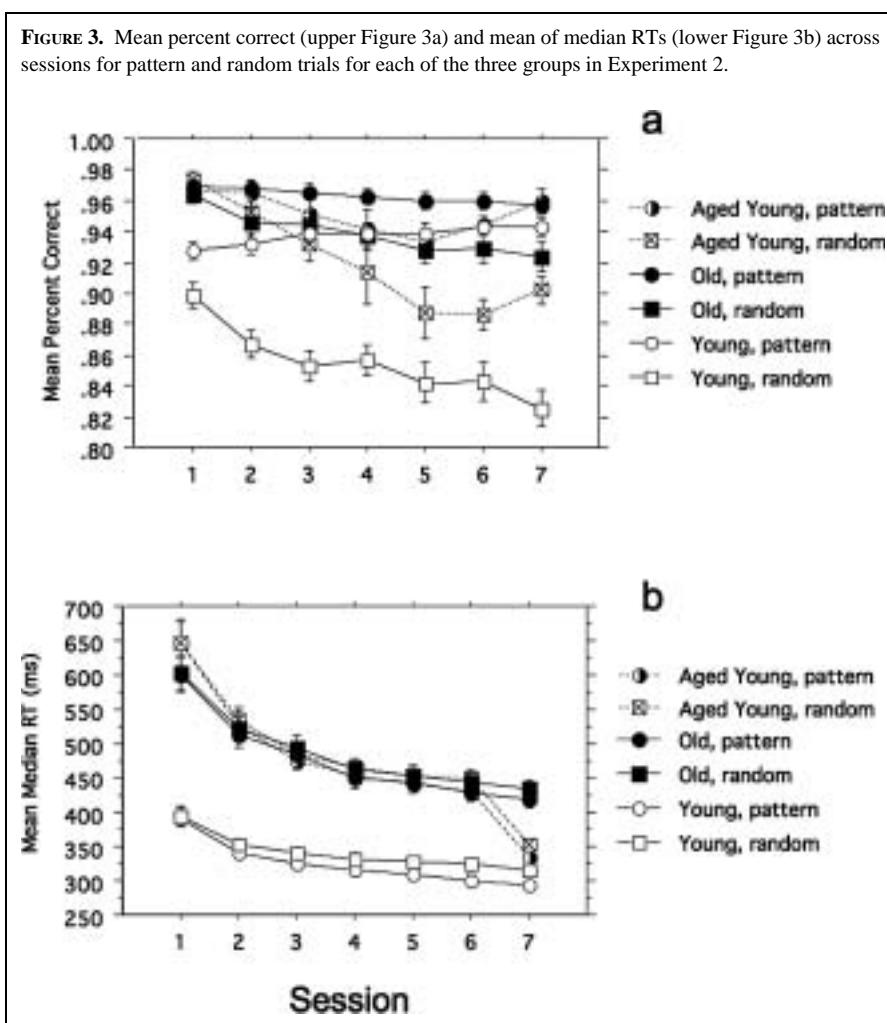 FIGURE 3. Mean percent correct (upper Figure 3a) and mean of median RTs (lower Figure 3b) across
sessions for pattern and random trials for each of the three groups in Experiment 2.
a
1.00
.98
.96
.94
.92
.90
.88
.86
.84
.82
.80
Mean Percent Correct
1 2 3 4 5 6 7
Aged Young, pattern
Aged Young, random
Old, pattern
Old, random
Young, pattern
Young, random
b
700
650
600
550
500
450
400
350
300
250
Mean Median RT (ms)
1 2 3 4 5 6 7
Session
Aged Young, pattern
Aged Young, random
Old, pattern
Old, random
Young, pattern
Young, random